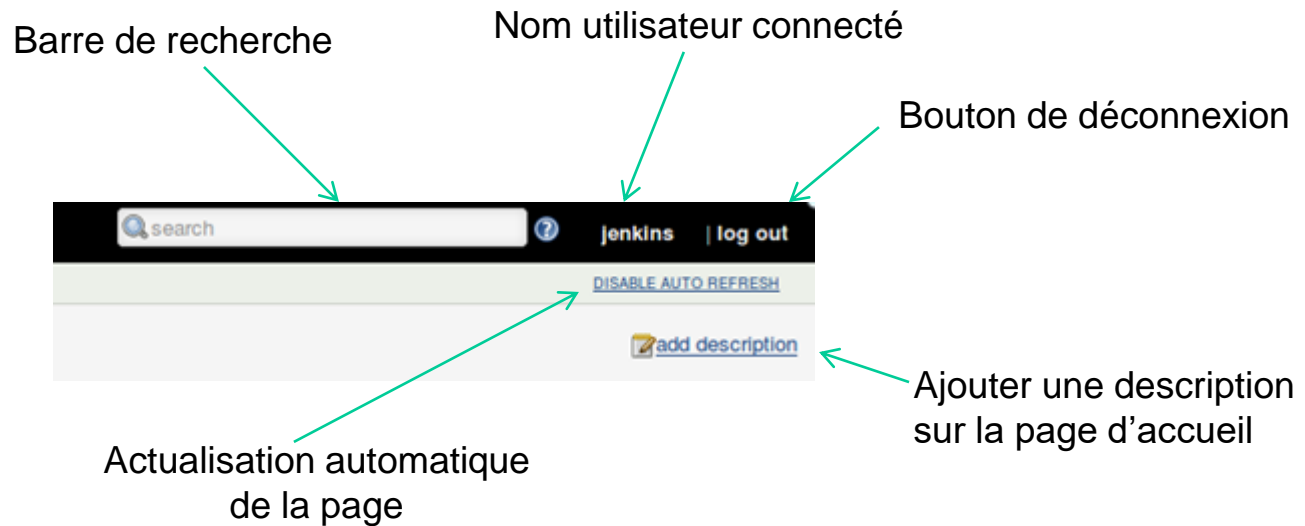 Barre de recherche
Nom utilisateur connecté
Bouton de déconnexion
search
?
jenkins
| log out
DISABLE AUTO REFRESH
add description
Ajouter une description
sur la page d’accueil
Actualisation automatique
de la page